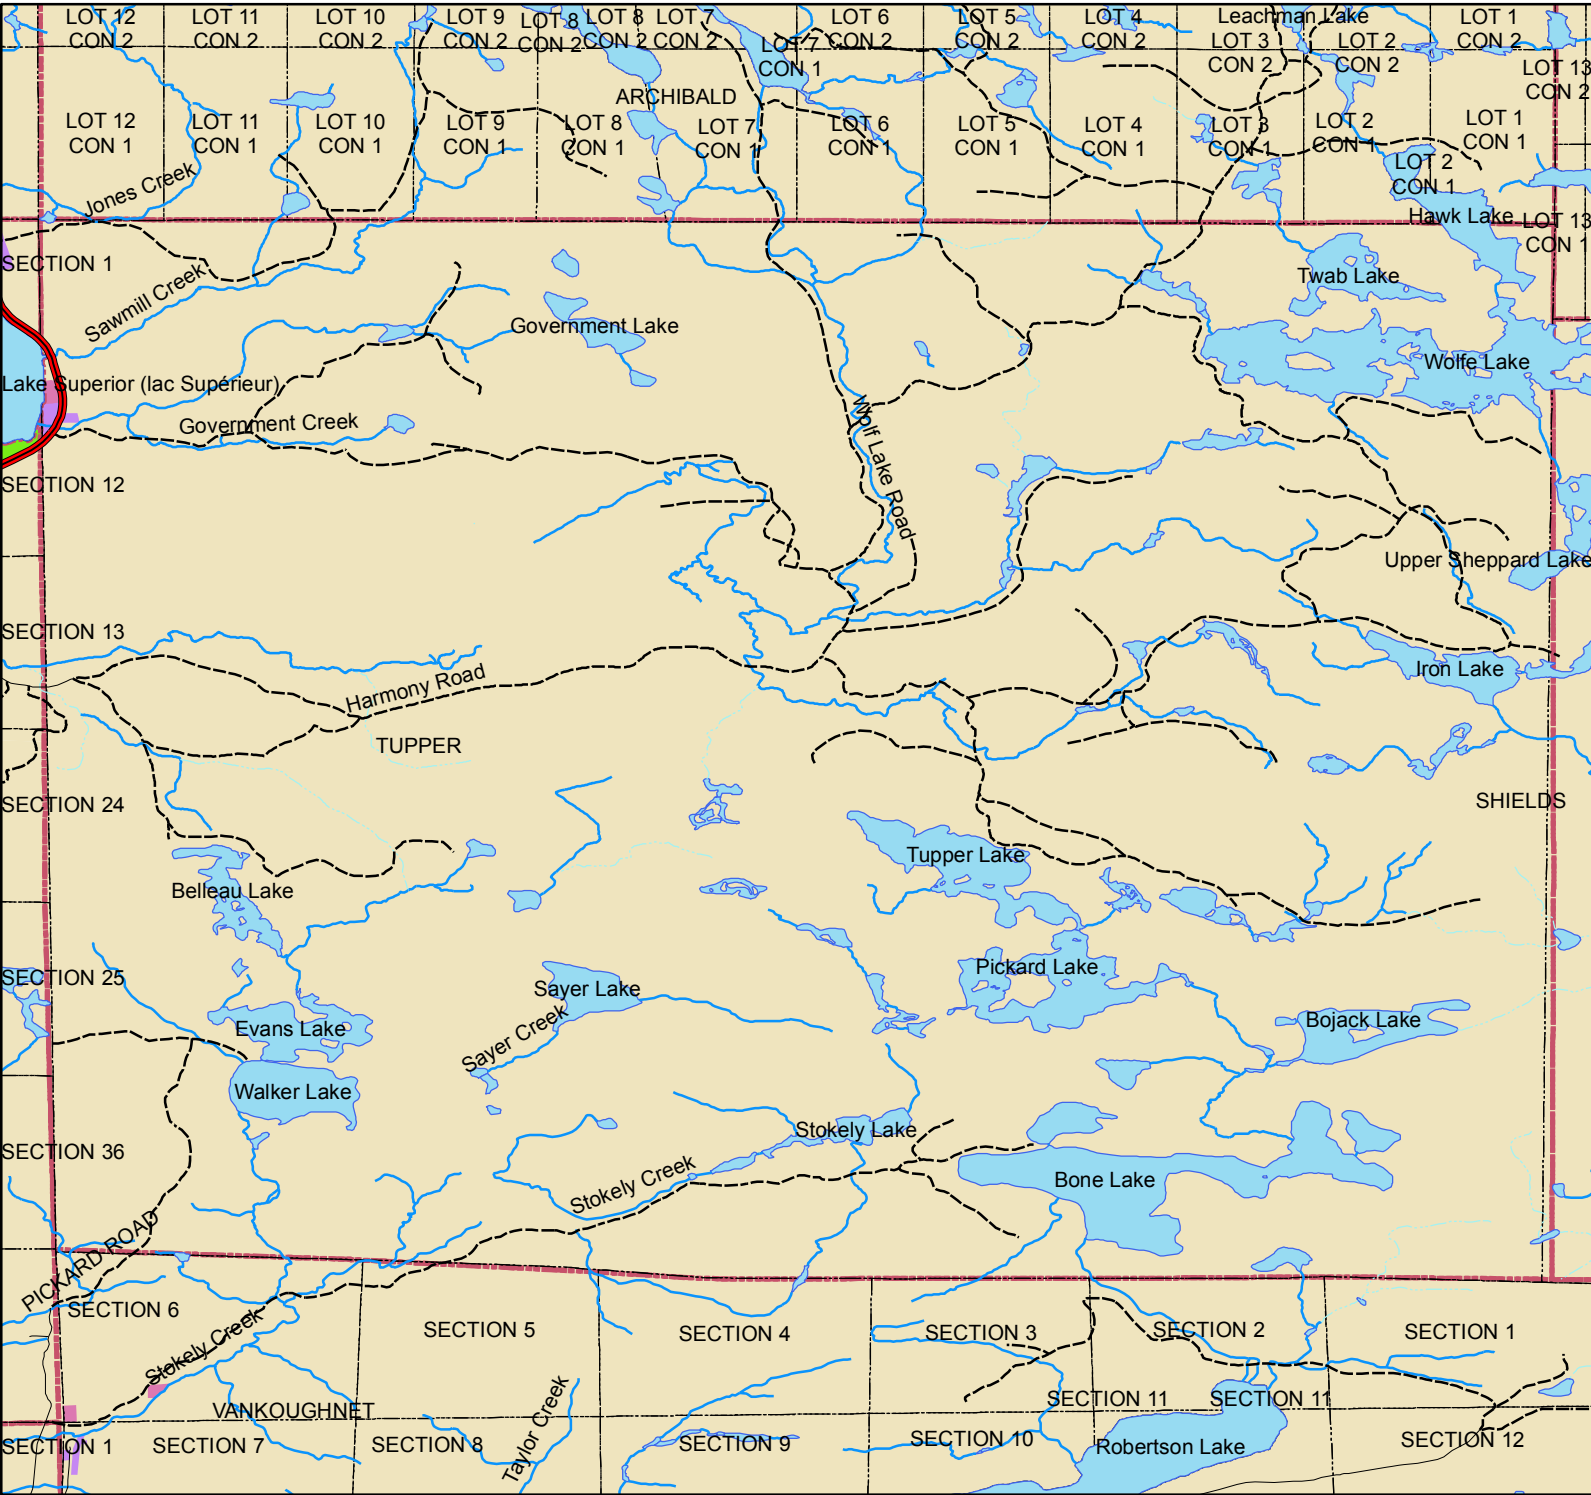 LOT 12
CON 2
LOT 11
CON 2
LOT 10
CON 2
LOT 9
CON 2
LOT 8
CON 2
LOT 8
CON 2
LOT 7
CON 2
LOT 7
CON 1
LOT 6
CON 2
LOT 5
CON 2
LOT 4
CON 2
Leachman Lake
LOT 3
CON 2
LOT 2
CON 2
LOT 1
CON 2
LOT 13
CON 2
ARCHIBALD
LOT 12
CON 1
LOT 11
CON 1
LOT 10
CON 1
LOT 9
CON 1
LOT 8
CON 1
LOT 7
CON 1
LOT 6
CON 1
LOT 5
CON 1
LOT 4
CON 1
LOT 3
CON 1
LOT 2
CON 1
LOT 1
CON 1
LOT 2
CON 1
Jones Creek
Hawk Lake
LOT 13
CON 1
SECTION 1
Sawmill Creek
Twab Lake
Government Lake
Wolfe Lake
Lake Superior (lac Supérieur)
Government Creek
Wolf Lake Road
SECTION 12
Upper Sheppard Lake
SECTION 13
Harmony Road
Iron Lake
TUPPER
SECTION 24
SHIELDS
Tupper Lake
Belleau Lake
SECTION 25
Pickard Lake
Sayer Lake
Evans Lake
Sayer Creek
Bojack Lake
Walker Lake
Stokely Lake
SECTION 36
Stokely Creek
Bone Lake
PICKARD ROAD
SECTION 6
Stokely Creek
SECTION 5
SECTION 4
SECTION 3
SECTION 2
SECTION 1
SECTION 11
SECTION 11
VANKOUGHNET
Taylor Creek
SECTION 1
SECTION 7
SECTION 8
SECTION 9
SECTION 10
Robertson Lake
SECTION 12